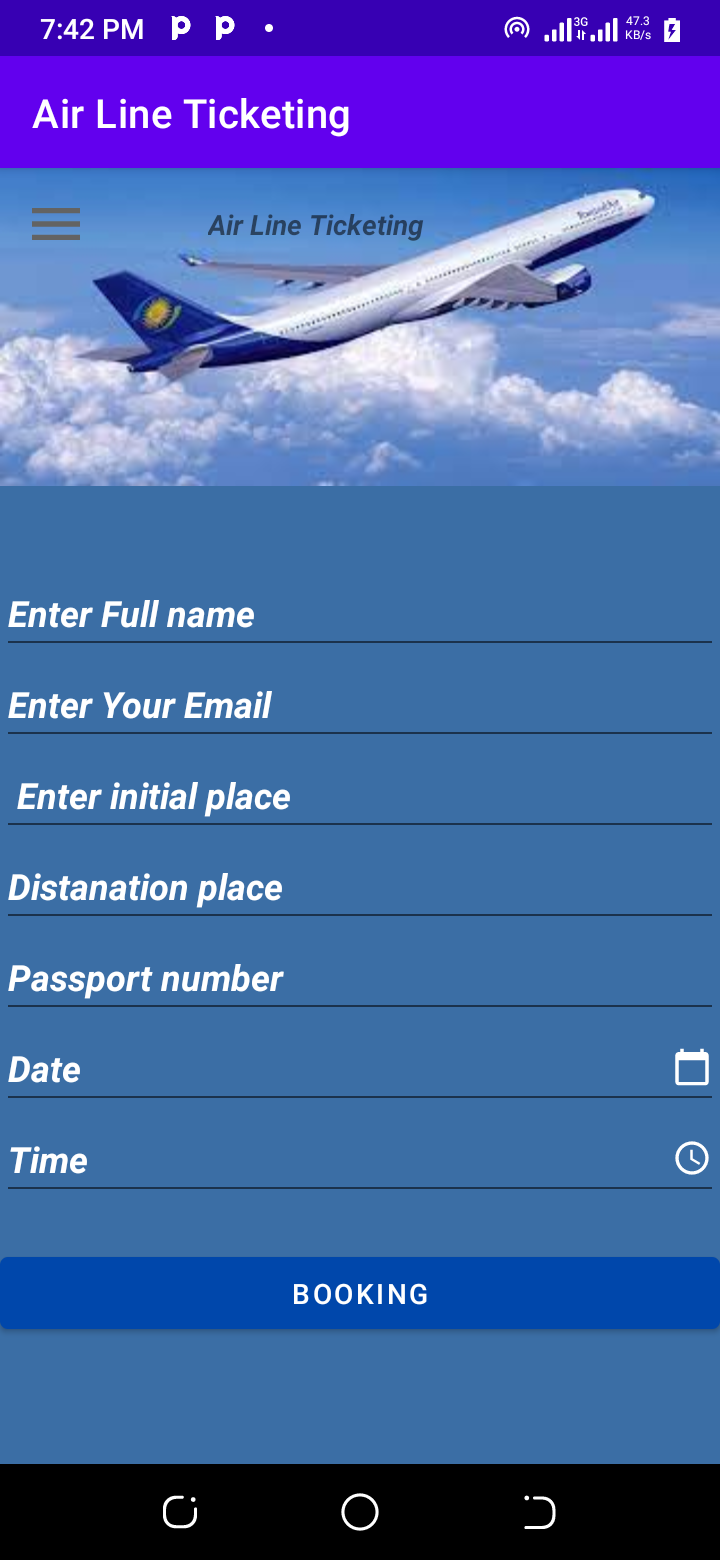 7:42 PM
3G
47.3
KB/s
Air Line Ticketing
Air Line Ticketing
RwandAir
Enter Full name
Enter Your Email
Enter initial place
Distanation place
Passport number
Date
Time
BOOKING